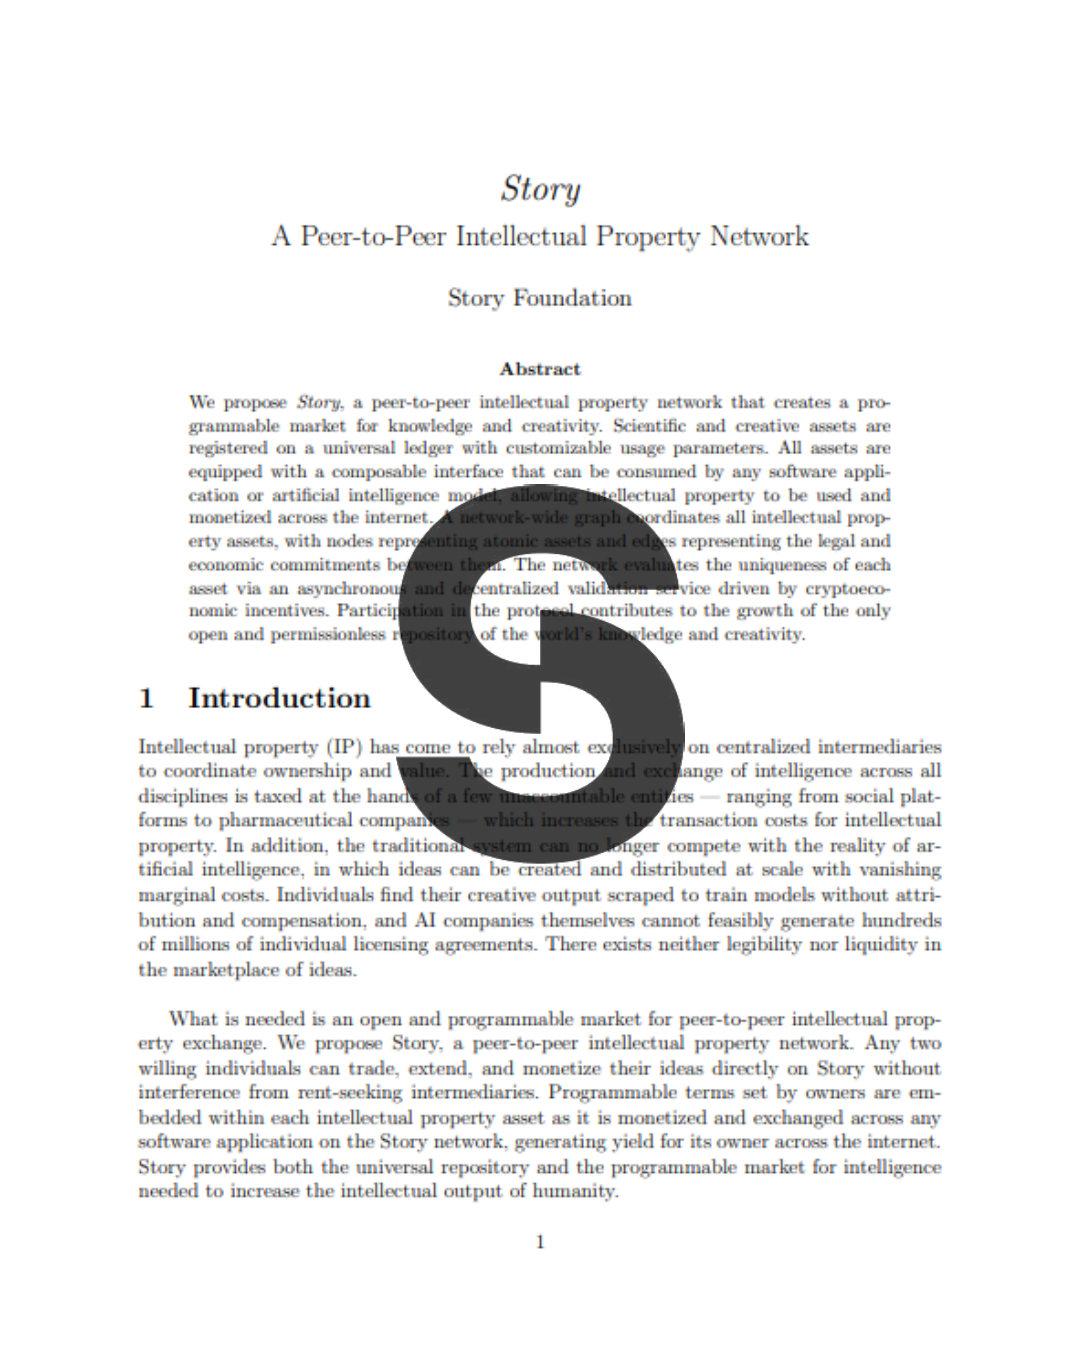 Story
A Peer-to-Peer Intellectual Property Network
Story Foundation
Abstract
We propose Story, a peer-to-peer intellectual property network that creates a pro-
grammable market for knowledge and creativity. Scientific and creative assets are
registered on a universal ledger with customizable usage parameters. All assets are
equipped with a composable interface that can be consumed by any software appli-
cation or artificial intelligence model, allowing intellectual property to be used and
monetized across the internet. A network-wide graph coordinates all intellectual prop-
erty assets, with nodes representing atomic assets and edges representing the legal and
economic commitments between them. The network evaluates the uniqueness of each
asset via an asynchronous and decentralized validation service driven by cryptoeco-
nomic incentives. Participation in the protocol contributes to the growth of the only
open and permissionless repository of the world's knowledge and creativity.
1 Introduction
Intellectual property (IP) has come to rely almost exclusively on centralized intermediaries
to coordinate ownership and value. The production and exchange of intelligence across all
disciplines is taxed at the hands of a few unaccountable entities — ranging from social plat-
forms to pharmaceutical companies — which increases the transaction costs for intellectual
property. In addition, the traditional system can no longer compete with the reality of ar-
tificial intelligence, in which ideas can be created and distributed at scale with vanishing
marginal costs. Individuals find their creative output scraped to train models without attri-
bution and compensation, and AI companies themselves cannot feasibly generate hundreds
of millions of individual licensing agreements. There exists neither legibility nor liquidity in
the marketplace of ideas.
What is needed is an open and programmable market for peer-to-peer intellectual prop-
erty exchange. We propose Story, a peer-to-peer intellectual property network. Any two
willing individuals can trade, extend, and monetize their ideas directly on Story without
interference from rent-seeking intermediaries. Programmable terms set by owners are em-
bedded within each intellectual property asset as it is monetized and exchanged across any
software application on the Story network, generating yield for its owner across the internet.
Story provides both the universal repository and the programmable market for intelligence
needed to increase the intellectual output of humanity.
1